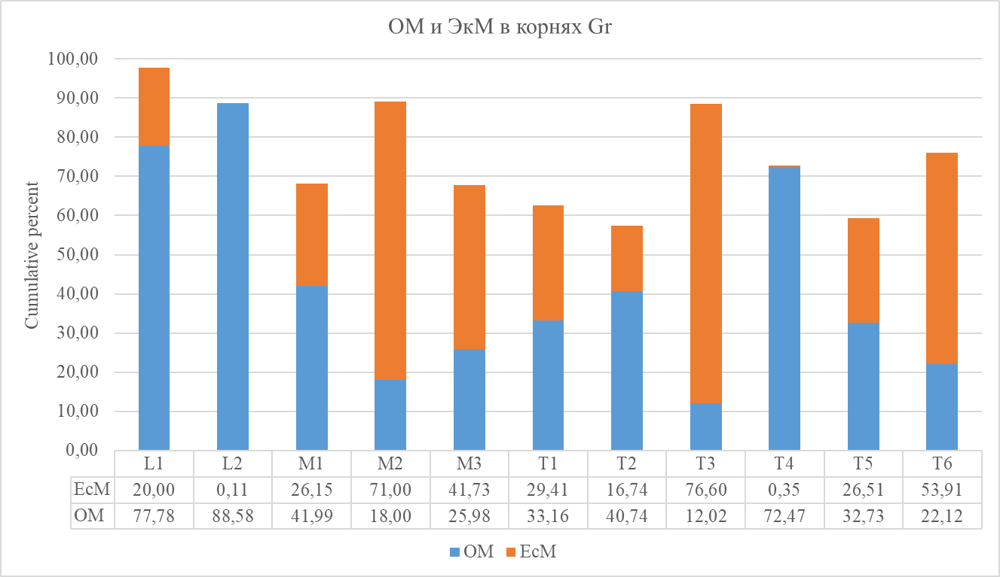 ОМ и ЭкМ в корнях Gr
Cumulative percent
100,00
90,00
80,00
70,00
60,00
50,00
40,00
30,00
20,00
10,00
0,00
L1 L2 M1 M2 M3 T1 T2 T3 T4 T5 T6
EcM 20,00 0,11 26,15 71,00 41,73 29,41 16,74 76,60 0,35 26,51 53,91
OM 77,78 88,58 41,99 18,00 25,98 33,16 40,74 12,02 72,47 32,73 22,12
OM EcM